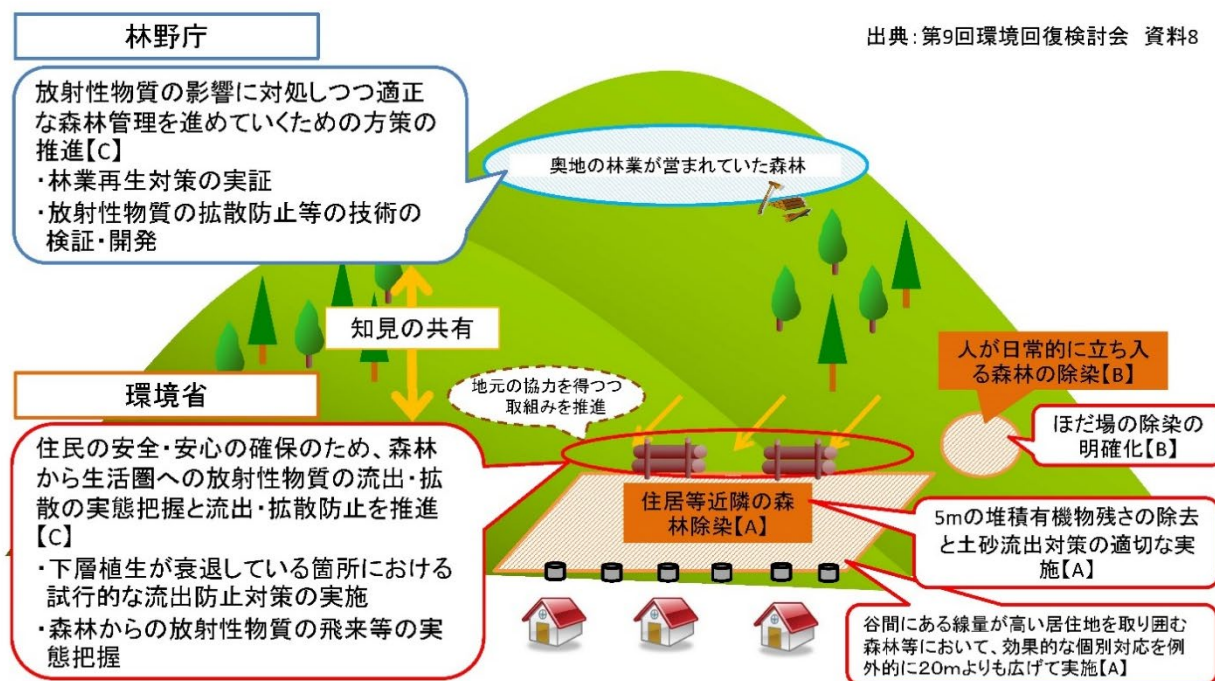 林野庁
出典：第9回環境回復検討会　資料8
放射性物質の影響に対処しつつ適正
な森林管理を進めていくための方策の
推進【C】
・林業再生対策の実証
・放射性物質の拡散防止等の技術の
検証・開発
奥地の林業が営まれていた森林
知見の共有
環境省
地元の協力を得つつ
取組みを推進
住民の安全・安心の確保のため、森林
から生活圏への放射性物質の流出・拡
散の実態把握と流出・拡散防止を推進
【C】
・下層植生が衰退している箇所における
試行的な流出防止対策の実施
・森林からの放射性物質の飛来等の実
態把握
人が日常的に立ち入
る森林の除染【B】
ほだ場の除染の
明確化【B】
住居等近隣の森
林除染【A】
5mの堆積有機物残さの除去
と土砂流出対策の適切な実
施【A】
谷間にある線量が高い居住地を取り囲む
森林等において、効果的な個別対応を例
外的に20mよりも広げて実施【A】